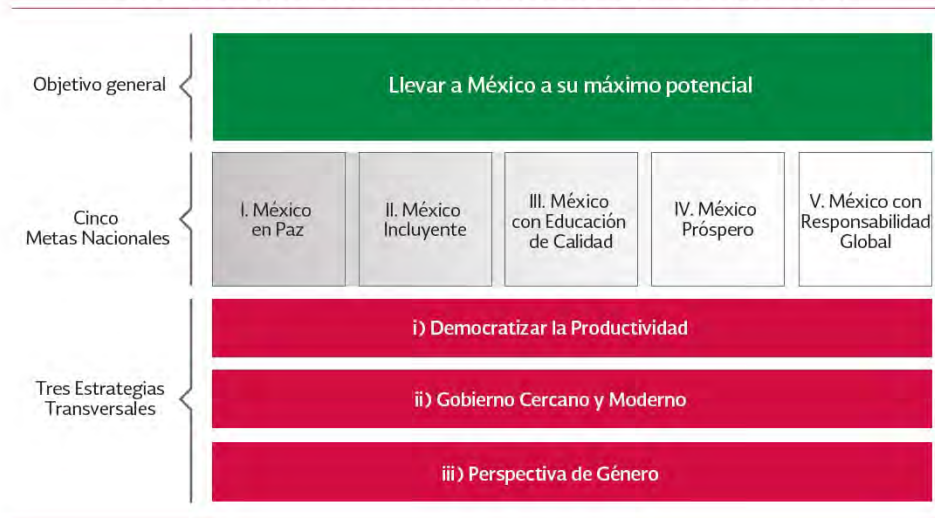 Objetivo general
Llevar a México a su máximo potencial
Cinco
Metas Nacionales
I. México
en Paz
II. México
Incluyente
III. México
con Educación
de Calidad
IV. México
Próspero
V. México con
Responsabilidad
Global
Tres Estrategias
Transversales
i) Democratizar la Productividad
ii) Gobierno Cercano y Moderno
iii) Perspectiva de Género